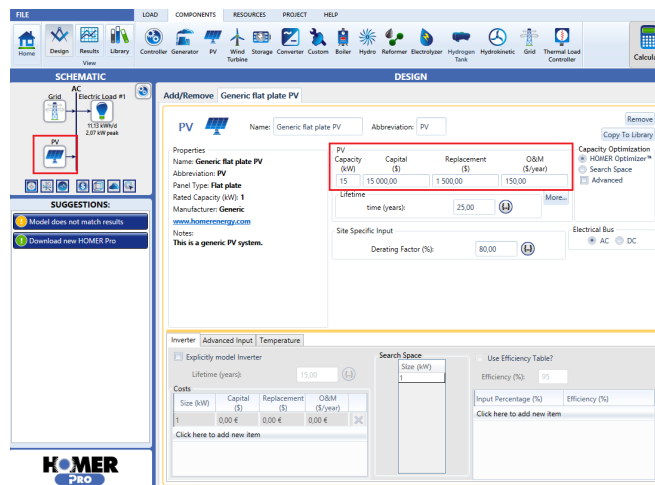 FILE LOAD COMPONENTS RESOURCES PROJECT HELP
Home Design Results Library Controller Generator PV Wind Turbine Storage Converter Custom Boiler Hydro Reformer Electrolyzer Hydrogen Tank Hydrokinetic Grid Thermal Load Controller Calcula
View
SCHEMATIC DESIGN
AC
Grid Electric Load #1
11,13 kWh/d
2,07 kW peak
PV
SUGGESTIONS:
Model does not match results
Download new HOMER Pro
HOMER
PRO
Add/Remove Generic flat plate PV
PV Name: Generic flat plate PV Abbreviation: PV
Remove
Copy To Library
Properties
Name: Generic flat plate PV
Abbreviation: PV
Panel Type: Flat plate
Rated Capacity (kW): 1
Manufacturer: Generic
www.homerenergy.com
Notes:
This is a generic PV system.
PV
Capacity (kW) Capital ($) Replacement ($) O&M ($/year)
15 15 000,00 1 500,00 150,00
Lifetime More...
time (years): 25,00 (..)
Site Specific Input
Derating Factor (%): 80,00 (..)
Capacity Optimization
HOMER Optimizer™
Search Space
Advanced
Electrical Bus
AC DC
Inverter Advanced Input Temperature
Explicitly model Inverter
Lifetime (years): 15,00 (..)
Costs
Size (kW) Capital ($) Replacement ($) O&M ($/year)
1 0,00 € 0,00 € 0,00 €
Click here to add new item
Search Space
Size (kW)
1
Use Efficiency Table?
Efficiency (%): 95
Input Percentage (%) Efficiency (%)
Click here to add new item